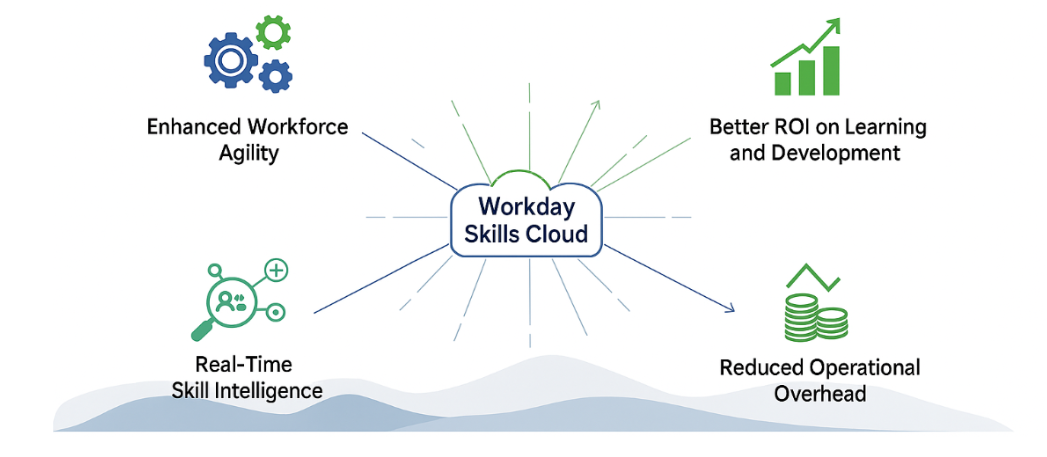 Enhanced Workforce
Agility
Better ROI on Learning
and Development
Workday
Skills Cloud
Real-Time
Skill Intelligence
Reduced Operational
Overhead